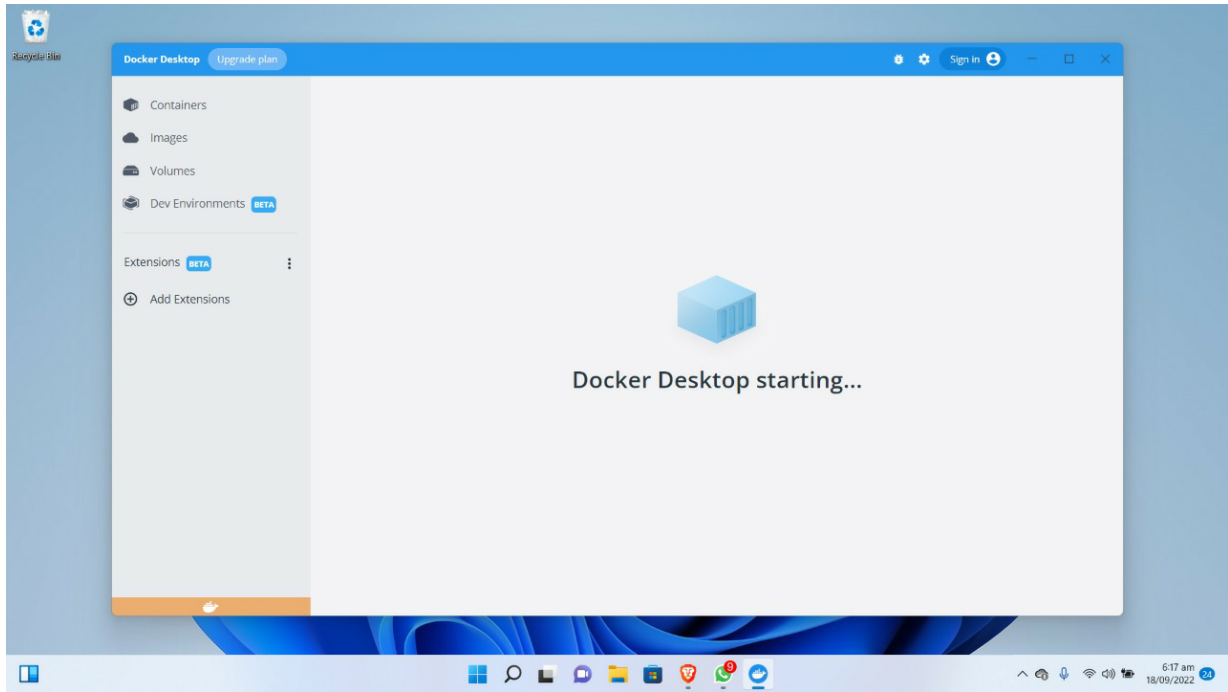 Recycle Bin
Docker Desktop Upgrade plan Sign in
Containers
Images
Volumes
Dev Environments BETA
Extensions BETA
Add Extensions
Docker Desktop starting...
9
6:17 am
18/09/2022 24